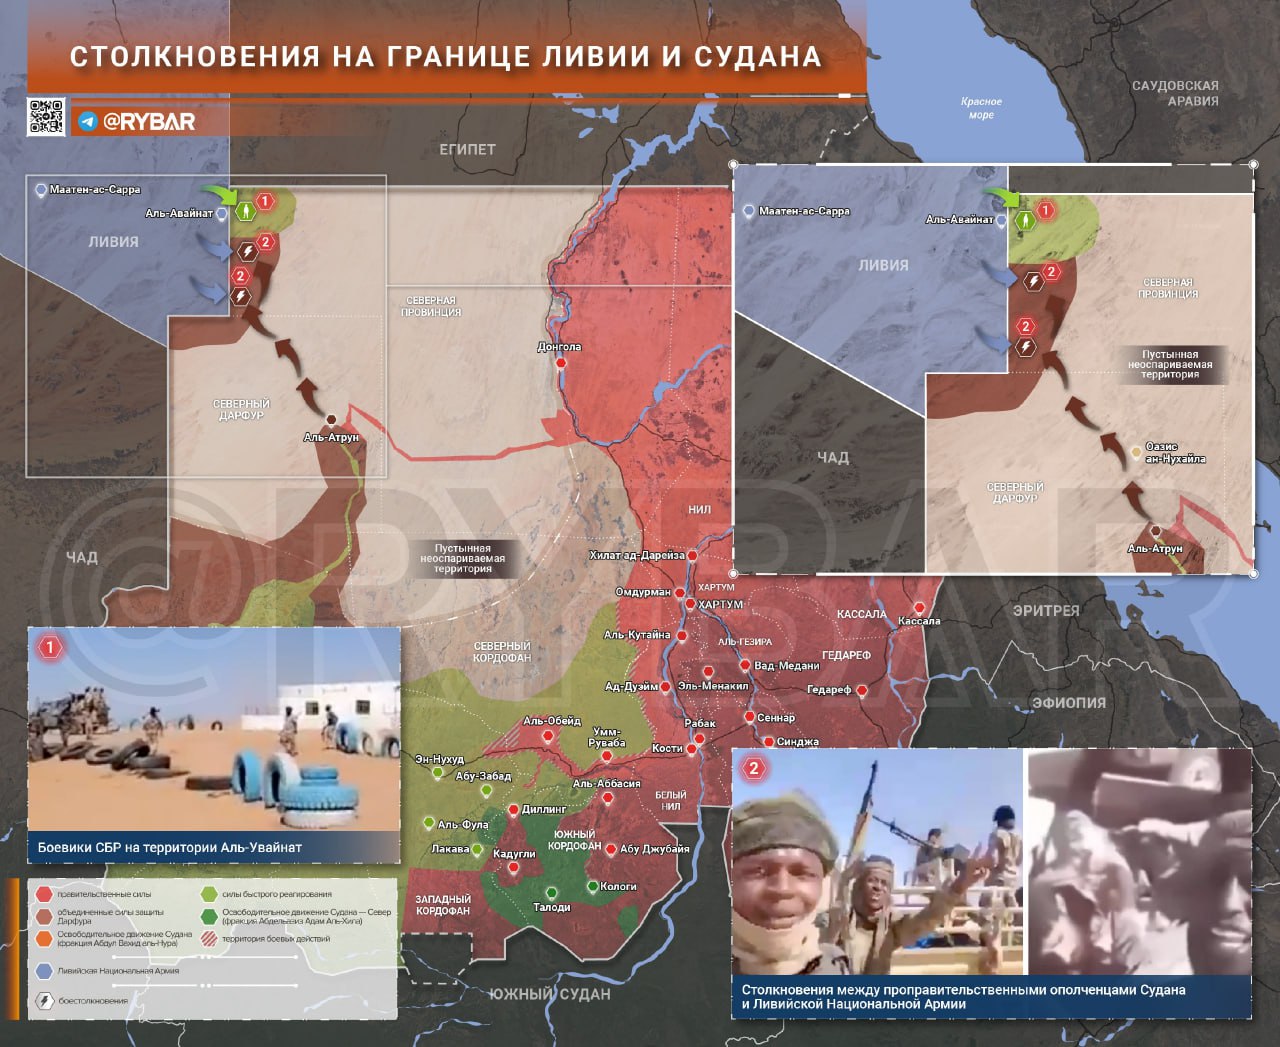 СТОЛКНОВЕНИЯ НА ГРАНИЦЕ ЛИВИИ И СУДАНА
@RYBAR
САУДОВСКАЯ
АРАВИЯ
Красное
море
ЕГИПЕТ
Маатен-ас-Сарра
Аль-Авайнат
ЛИВИЯ
1
2
2
СЕВЕРНАЯ
ПРОВИНЦИЯ
Донгола
СЕВЕРНЫЙ
ДАРФУР
Аль-Атрун
ЧАД
Пустынная
неоспариваемая
территория
НИЛ
Хилат ад-Дарейза
Омдурман
ХАРТУМ
ХАРТУМ
КАССАЛА
Кассала
Аль-Кутайна
АЛЬ-ГЕЗИРА
ГЕДАРЕФ
СЕВЕРНЫЙ
КОРДОФАН
Вад-Медани
Ад-Дуэйм
Эль-Менакил
Гедареф
Аль-Обейд
Умм-
Руваба
Рабак
Сеннар
Кости
Синджа
Эн-Нухуд
Абу-Забад
Аль-Аббасия
БЕЛЫЙ
НИЛ
Диллинг
Аль-Фула
ЮЖНЫЙ
КОРДОФАН
Лакава
Кадугли
Абу Джубайя
Кологи
Талоди
ЗАПАДНЫЙ
КОРДОФАН
ЮЖНЫЙ СУДАН
ЭРИТРЕЯ
ЭФИОПИЯ
Маатен-ас-Сарра
Аль-Авайнат
1
ЛИВИЯ
2
2
СЕВЕРНАЯ
ПРОВИНЦИЯ
Пустынная
неоспариваемая
территория
ЧАД
Оазис
ан-Нухайла
СЕВЕРНЫЙ
ДАРФУР
Аль-Атрун
@RYBAR
1
Боевики СБР на территории Аль-Увайнат
2
Столкновения между проправительственными ополченцами Судана
и Ливийской Национальной Армии
правительственные силы
объединенные силы защиты
Дарфура
Освободительное движение Судана
(фракция Абдул Вахид аль-Нура)
Ливийская Национальная Армия
боестолкновения
силы быстрого реагирования
Освободительное движение Судана — Север
(фракция Абдельазиз Адам Аль-Хилу)
территория боевых действий